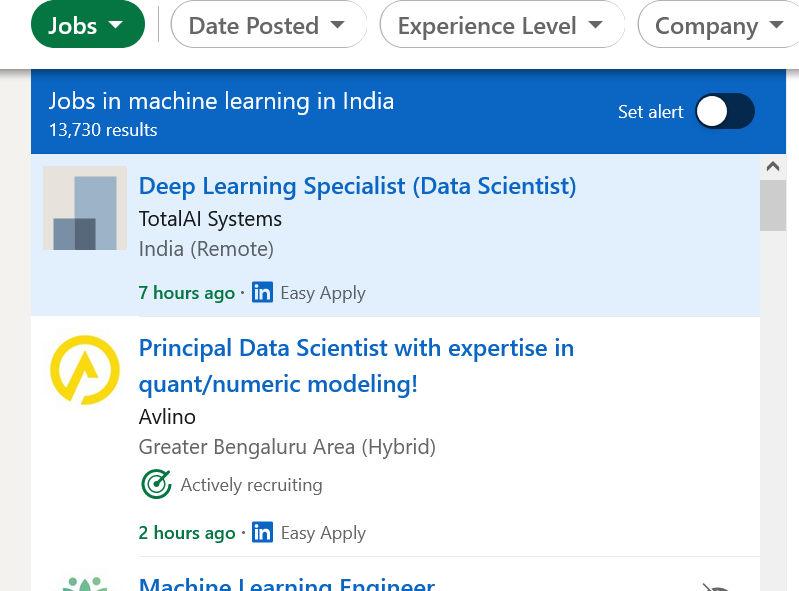 Jobs Date Posted Experience Level Company
Jobs in machine learning in India
13,730 results
Set alert
Deep Learning Specialist (Data Scientist)
TotalAI Systems
India (Remote)
7 hours ago · in Easy Apply
Principal Data Scientist with expertise in
quant/numeric modeling!
Avlino
Greater Bengaluru Area (Hybrid)
Actively recruiting
2 hours ago · in Easy Apply
Machine Learning Engineer